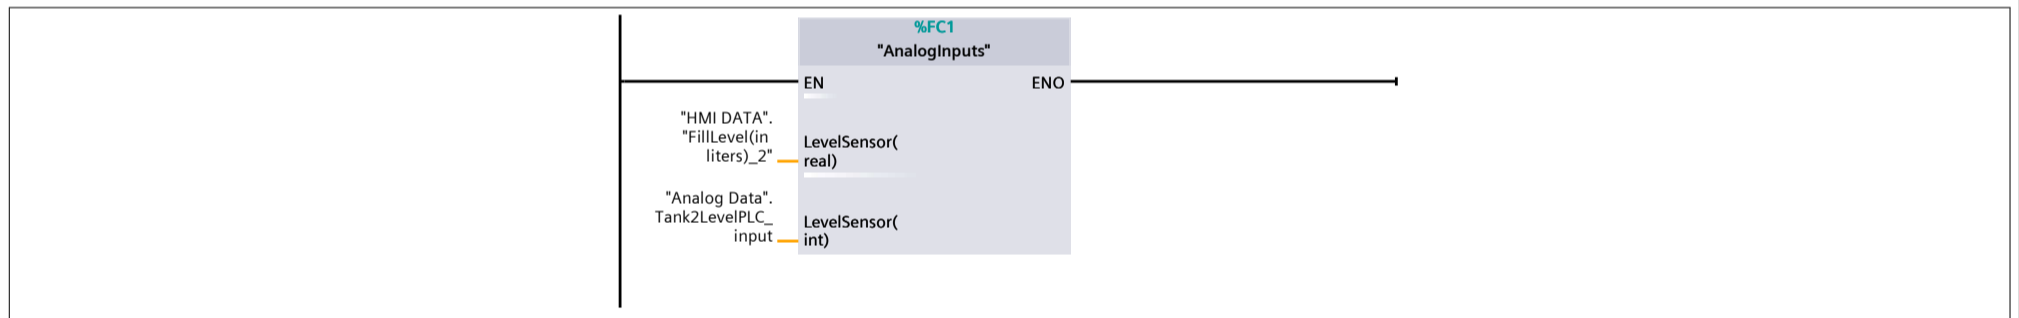 %FC1
"AnalogInputs"
EN
ENO
"HMI DATA".
"FillLevel(in
liters)_2"
LevelSensor(
real)
"Analog Data".
Tank2LevelPLC_
input
LevelSensor(
int)